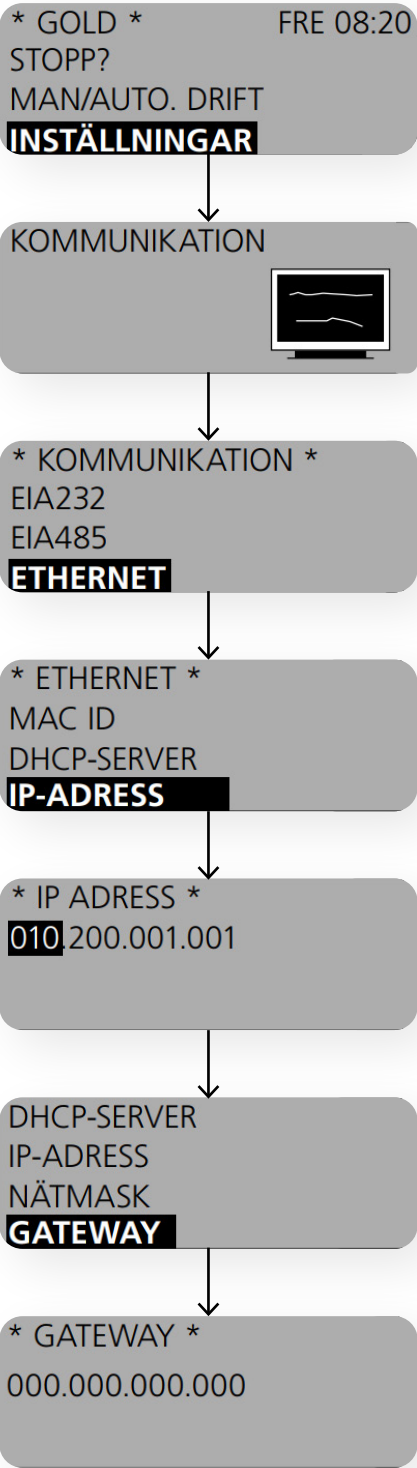 * GOLD * FRE 08:20
STOPP?
MAN/AUTO. DRIFT
INSTÄLLNINGAR
KOMMUNIKATION
* KOMMUNIKATION *
EIA232
EIA485
ETHERNET
* ETHERNET *
MAC ID
DHCP-SERVER
IP-ADRESS
* IP ADRESS *
010.200.001.001
DHCP-SERVER
IP-ADRESS
NÄTMASK
GATEWAY
* GATEWAY *
000.000.000.000